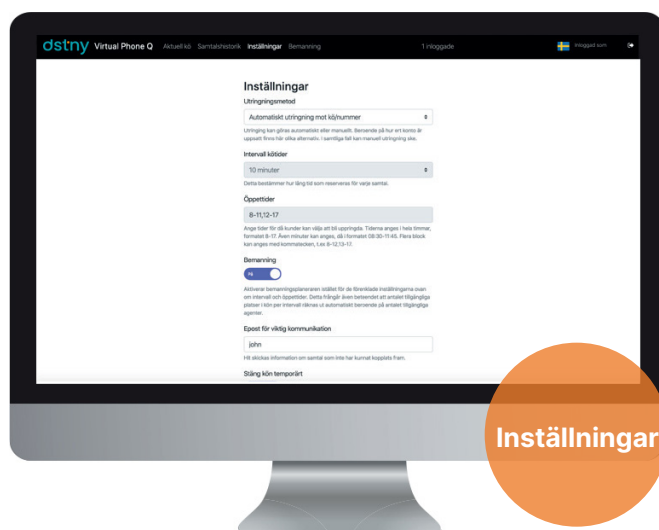 dstny Virtual Phone Q Aktuell kö Samtalshistorik Inställningar Bemanning 1 inloggade Inloggad som
Inställningar
Utringningsmetod
Automatiskt utringning mot kö/nummer
Utringing kan göras automatiskt eller manuellt. Beroende på hur ert konto är
uppsatt finns här olika alternativ. I samtliga fall kan manuell utringning ske.
Intervall kötider
10 minuter
Detta bestämmer hur lång tid som reserveras för varje samtal.
Öppettider
8-11,12-17
Ange tider för då kunder kan välja att bli uppringda. Tiderna anges i hela timmar,
formatet 8-17. Även minuter kan anges, då i formatet 08:30-11:45. Flera block
kan anges med kommatecken, t.ex 8-12,13-17.
Bemanning
På
Aktiverar bemanningsplaneraren istället för de förenklade inställningarna ovan
om intervall och öppettider. Detta frångår även beteendet att antalet tillgängliga
platser i kön per intervall räknas ut automatiskt beroende på antalet tillgängliga
agenter.
Epost för viktig kommunikation
john
Hit skickas information om samtal som inte har kunnat kopplats fram.
Stäng kön temporärt
Inställningar